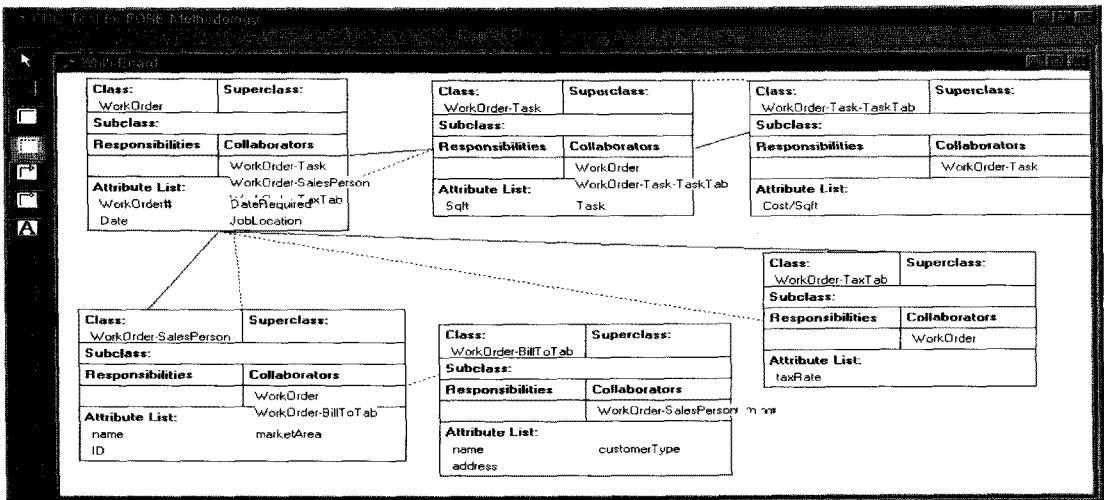 Test for FORE Methodology
Class: Superclass:
WorkOrder
Subclass:
Responsibilities Collaborators
WorkOrder-Task
WorkOrder-SalesPerson
Attribute List:
WorkOrder# DateRequired
Date JobLocation
Class: Superclass:
WorkOrder-Task
Subclass:
Responsibilities Collaborators
WorkOrder
WorkOrder-Task-TaskTab
Attribute List:
Sqft Task
Class: Superclass:
WorkOrder-Task-TaskTab
Subclass:
Responsibilities Collaborators
WorkOrder-Task
Attribute List:
Cost/Sqft
Class: Superclass:
WorkOrder-TaxTab
Subclass:
Responsibilities Collaborators
WorkOrder
Attribute List:
taxRate
Class: Superclass:
WorkOrder-SalesPerson
Subclass:
Responsibilities Collaborators
WorkOrder
WorkOrder-BillToTab
Attribute List:
name marketArea
ID
Class: Superclass:
WorkOrder-BillToTab
Subclass:
Responsibilities Collaborators
WorkOrder-SalesPerson
Attribute List:
name customerType
address
A